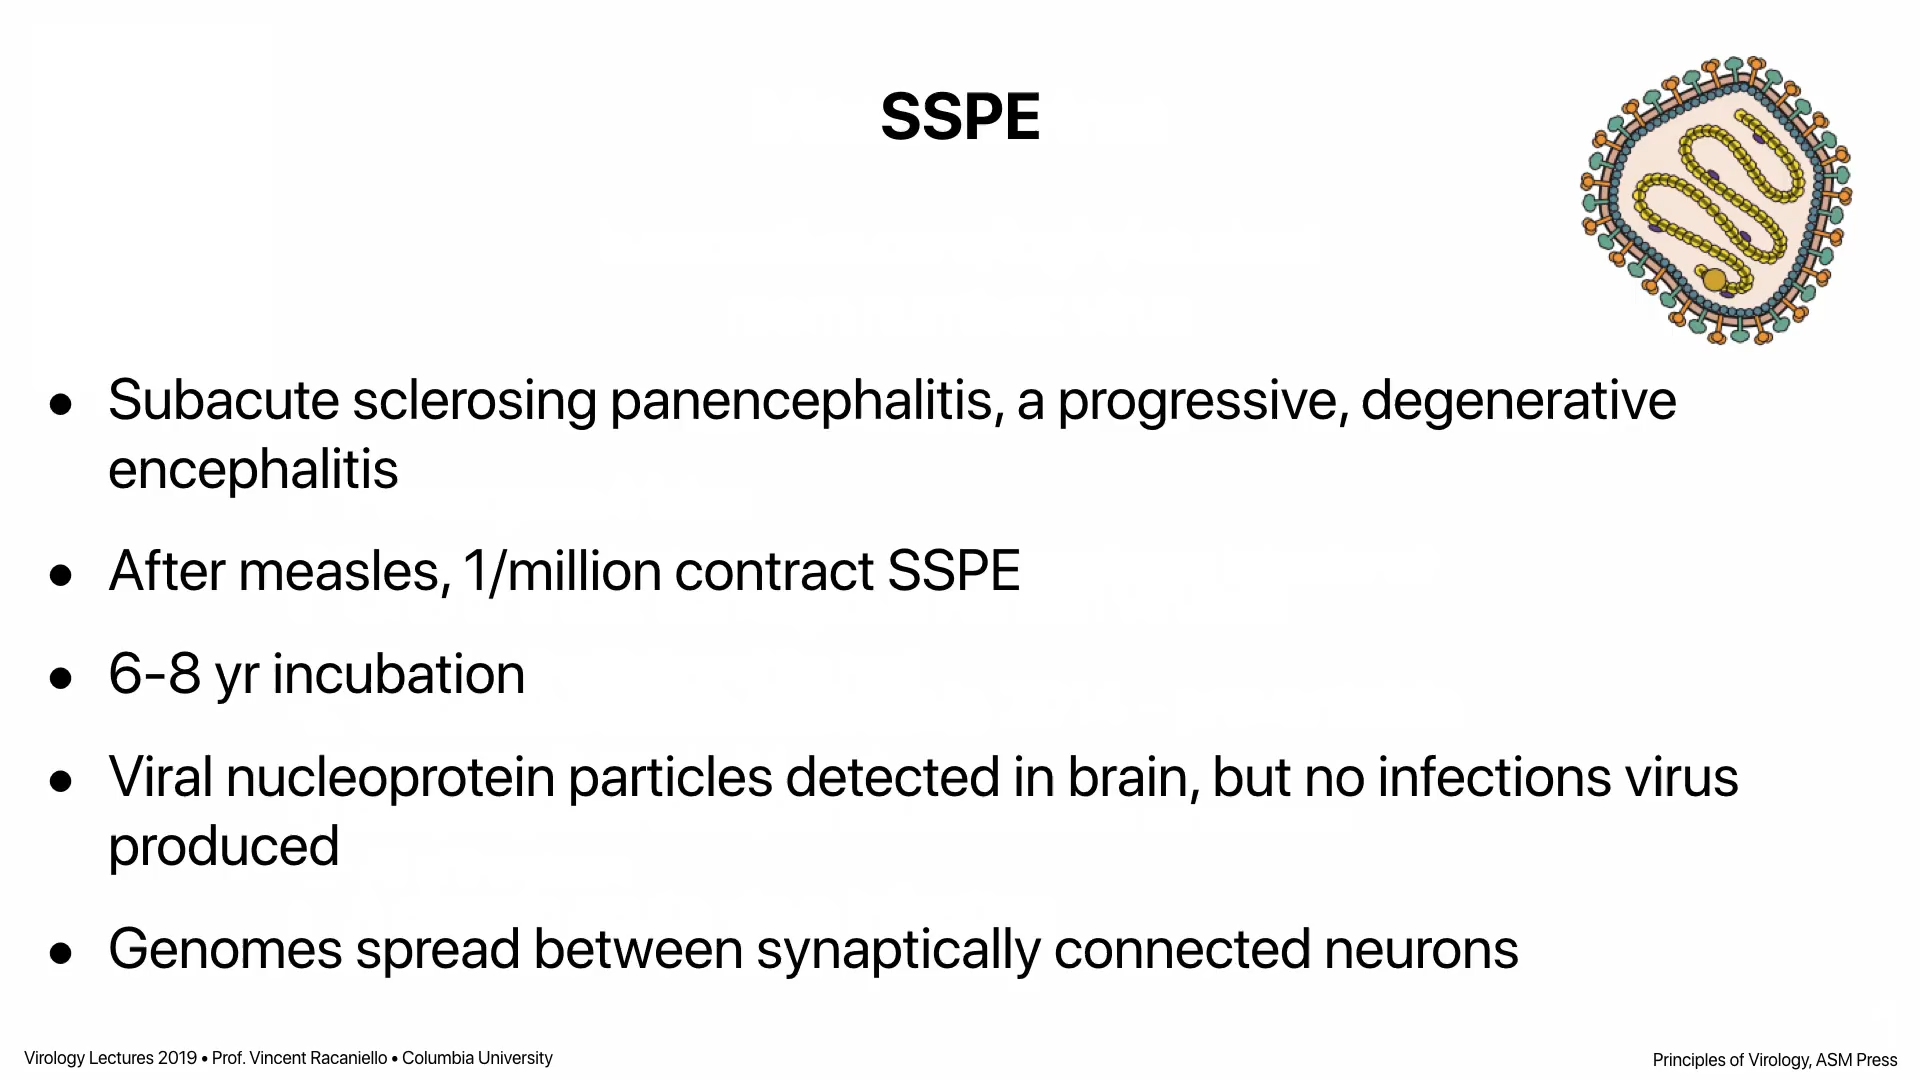 SSPE
• Subacute sclerosing panencephalitis, a progressive, degenerative
encephalitis
• After measles, 1/million contract SSPE
• 6-8 yr incubation
• Viral nucleoprotein particles detected in brain, but no infections virus
produced
• Genomes spread between synaptically connected neurons
Virology Lectures 2019 • Prof. Vincent Racaniello • Columbia University
Principles of Virology, ASM Press